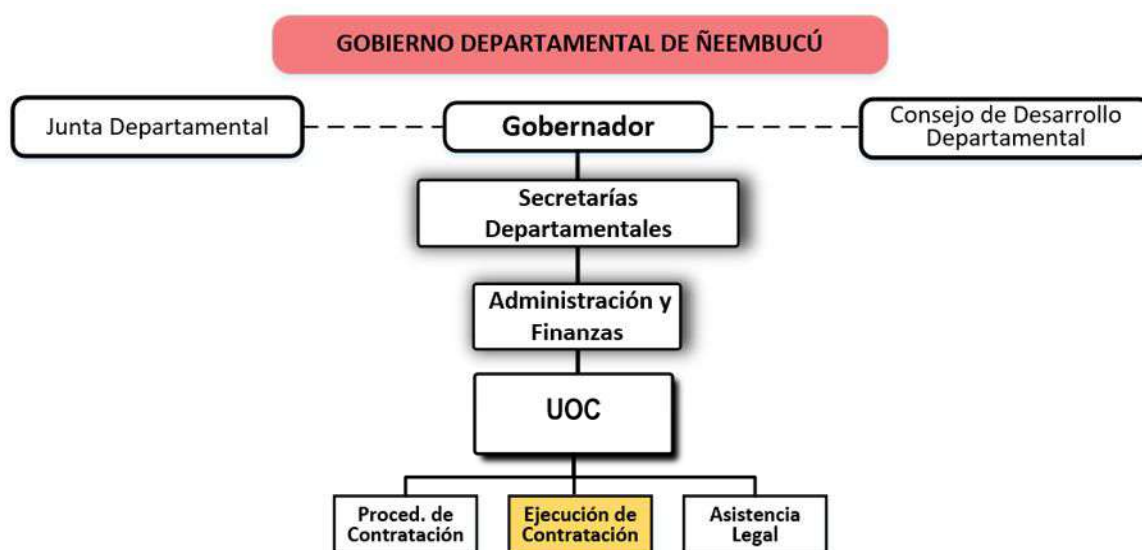 GOBIERNO DEPARTAMENTAL DE ÑEEMBUCÚ
Junta Departamental
Gobernador
Consejo de Desarrollo
Departamental
Secretarías
Departamentales
Administración y
Finanzas
UOC
Proced. de
Contratación
Ejecución de
Contratación
Asistencia
Legal